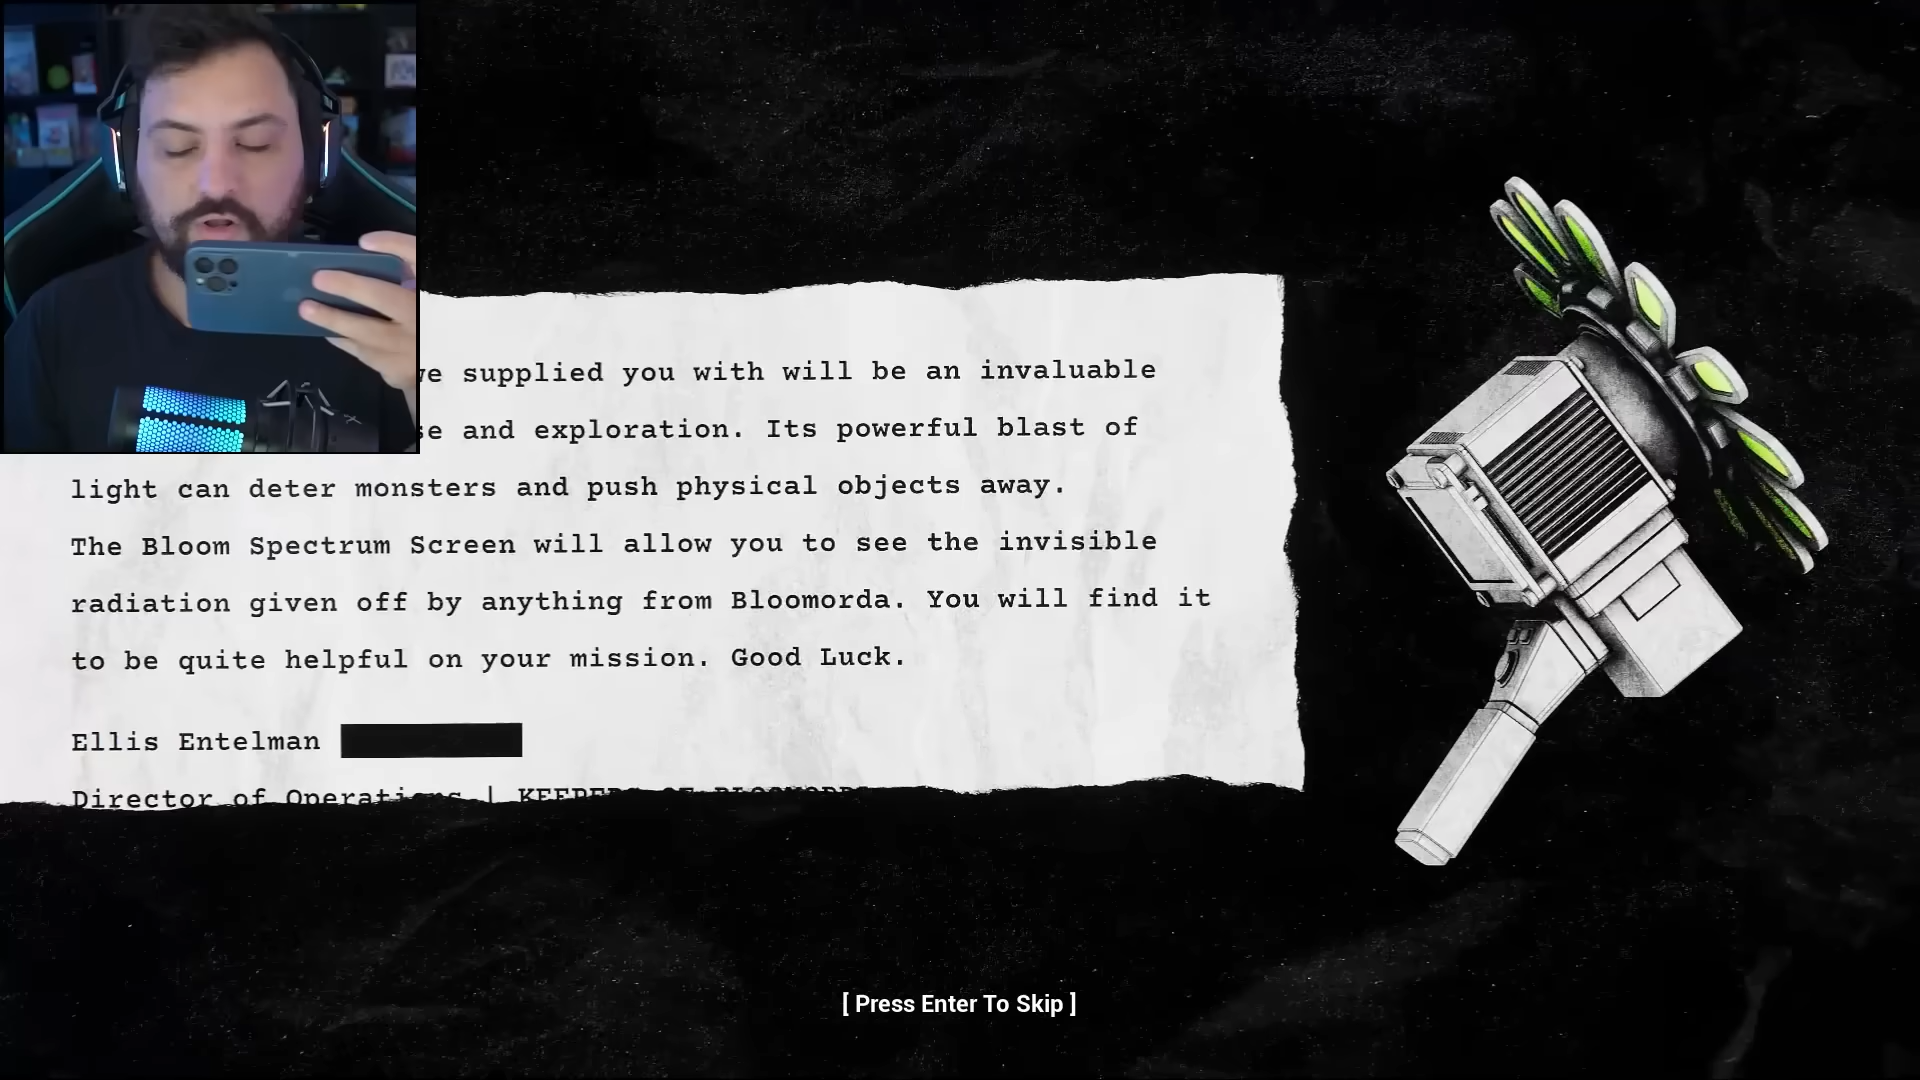 we supplied you with will be an invaluable
and exploration. Its powerful blast of
light can deter monsters and push physical objects away.
The Bloom Spectrum Screen will allow you to see the invisible
radiation given off by anything from Bloomorda. You will find it
to be quite helpful on your mission. Good Luck.
Ellis Entelman
Director of Operations |
[ Press Enter To Skip ]